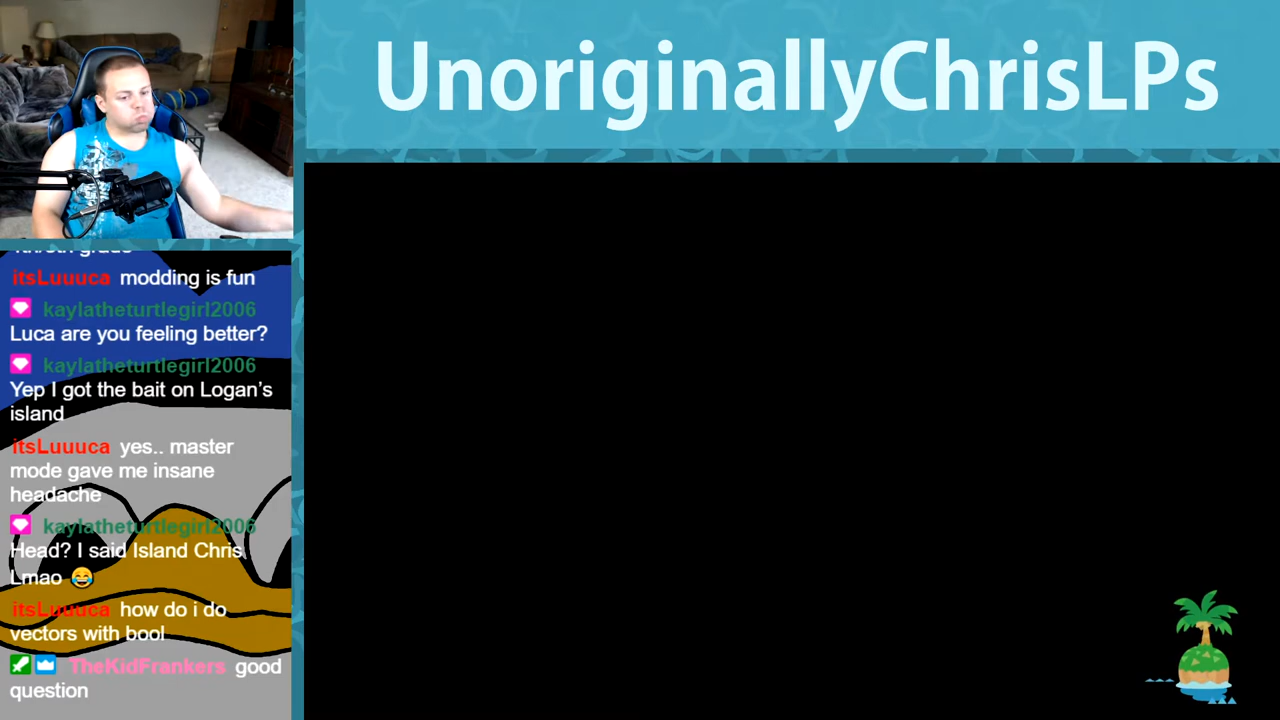 UnoriginallyChrisLPs
itsLuuuca modding is fun
kaylatheturtlegirl2006
Luca are you feeling better?
kaylatheturtlegirl2006
Yep I got the bait on Logan's
island
itsLuuuca yes.. master
mode gave me insane
headache
kaylatheturtlegirl2006
Head? I said Island Chris
Lmao 😂
itsLuuuca how do i do
vectors with bool
TheKidFrankers good
question